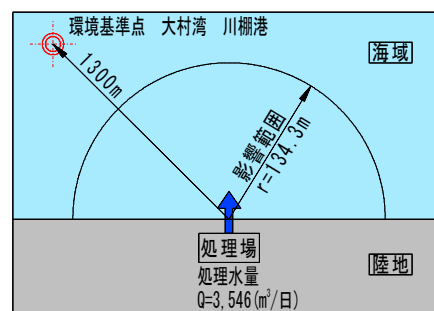 環境基準点 大村湾 川棚港
海域
1300m
影響範囲
r=134.3m
処理場
処理水量
Q=3,546(m³/日)
陸地